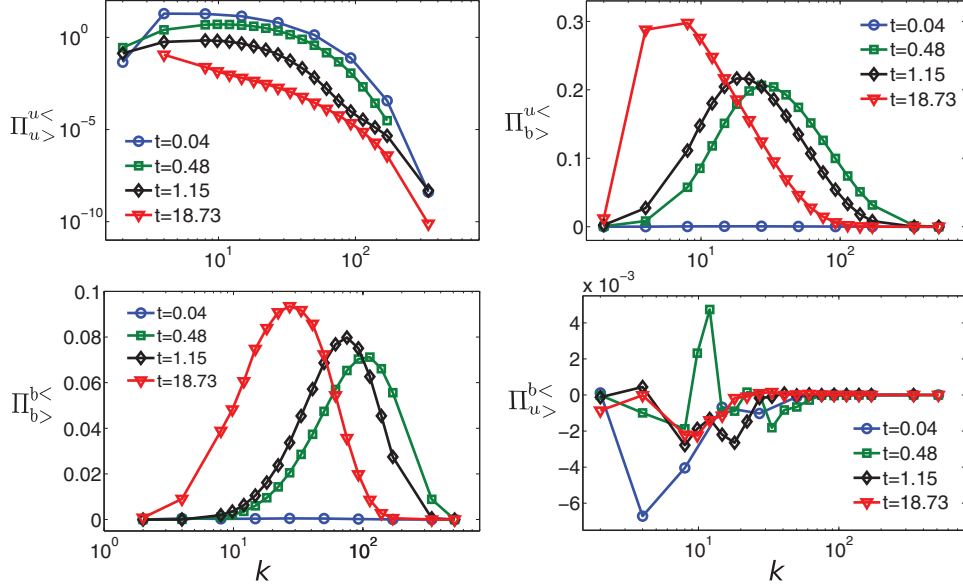 10^0
10^-5
10^-10
Π^{u<}_{u>}
t=0.04
t=0.48
t=1.15
t=18.73
10^1
10^2
0.3
0.2
0.1
0
Π^{u<}_{b>}
t=0.04
t=0.48
t=1.15
t=18.73
10^1
10^2
0.1
0.08
0.06
0.04
0.02
0
Π^{b<}_{b>}
t=0.04
t=0.48
t=1.15
t=18.73
10^0
10^1
10^2
k
x 10^-3
4
2
0
−2
−4
−6
Π^{b<}_{u>}
t=0.04
t=0.48
t=1.15
t=18.73
10^1
10^2
k